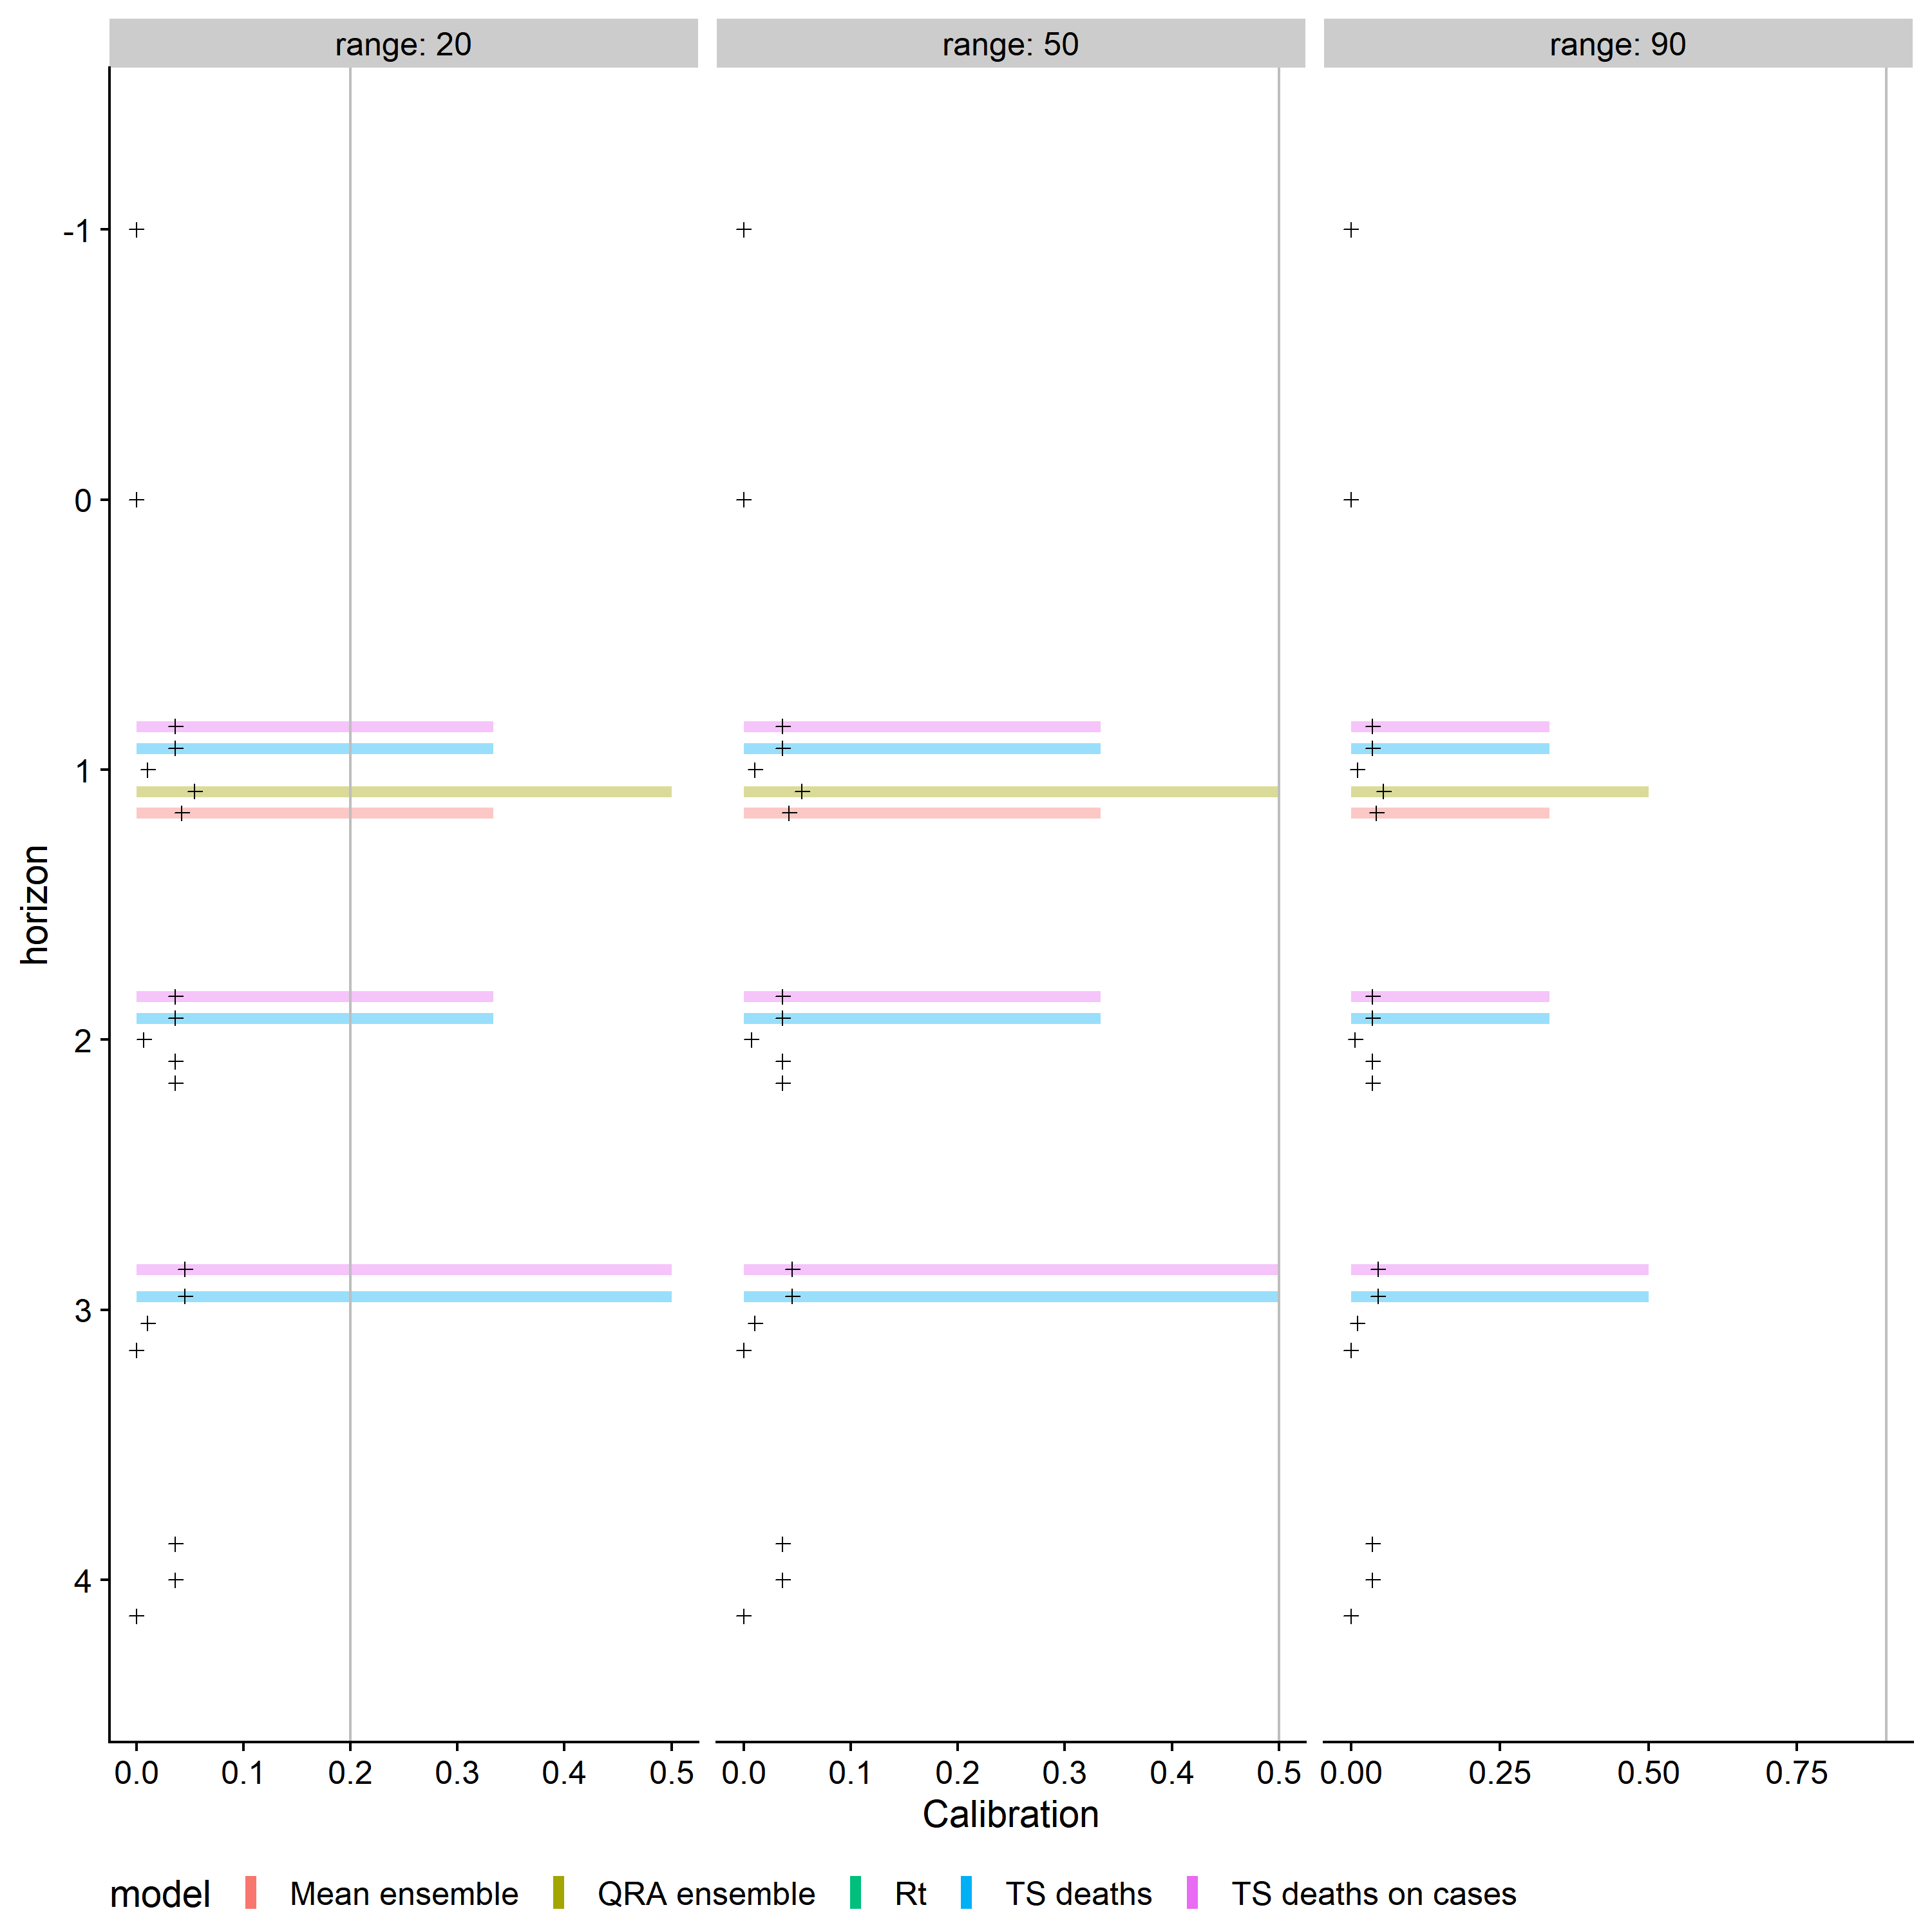 range: 20 range: 50 range: 90
-1
0
1
2
3
4
horizon
0.0 0.1 0.2 0.3 0.4 0.5 0.0 0.1 0.2 0.3 0.4 0.5 0.00 0.25 0.50 0.75
Calibration
model Mean ensemble QRA ensemble Rt TS deaths TS deaths on cases